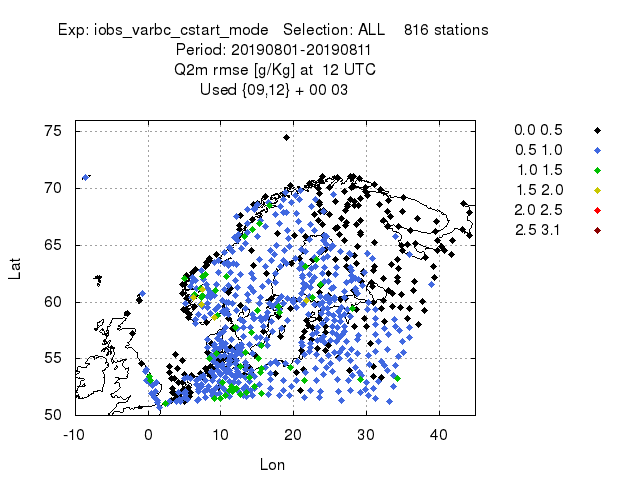 Exp: iobs_varbc_cstart_mode   Selection: ALL    816 stations
Period: 20190801-20190811
Q2m rmse [g/Kg] at  12 UTC
Used {09,12} + 00 03
0.0 0.5
0.5 1.0
1.0 1.5
1.5 2.0
2.0 2.5
2.5 3.1
75
70
65
60
55
50
Lat
-10 0 10 20 30 40
Lon